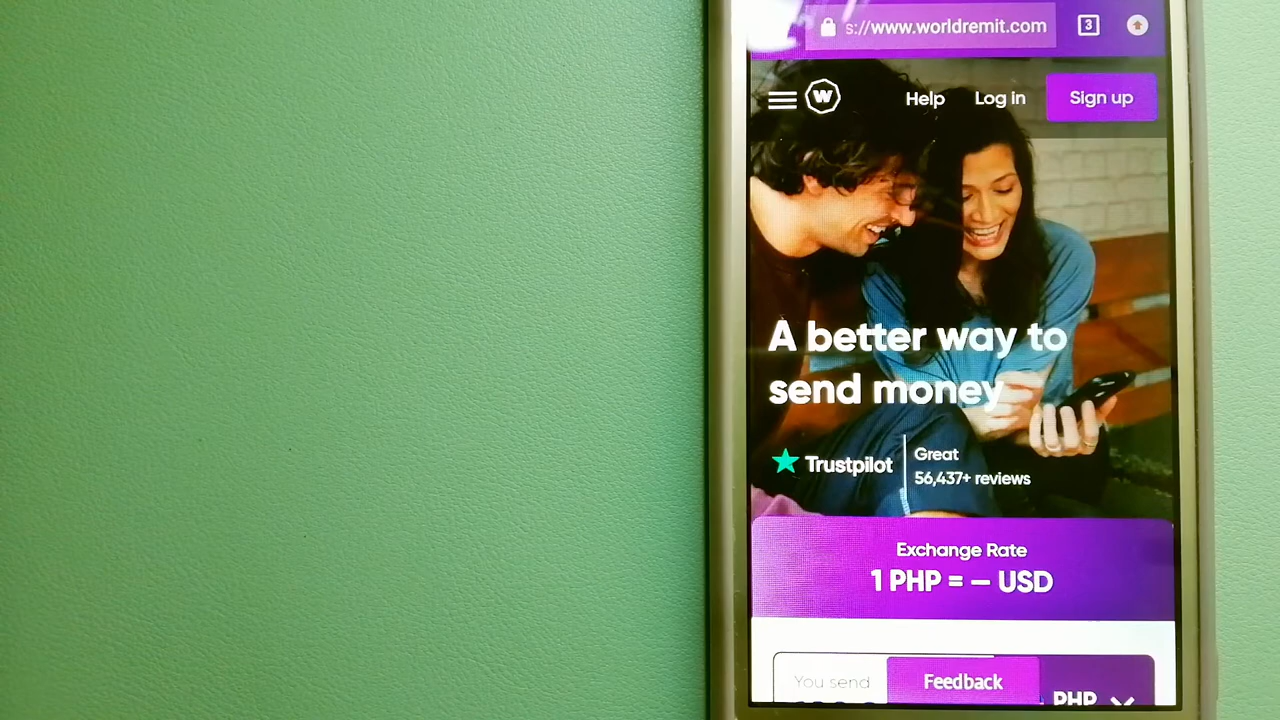 s://www.worldremit.com 3
W Help Log in Sign up
A better way to
send money
Trustpilot
Great
56,437+ reviews
Exchange Rate
1 PHP = — USD
You send
Feedback
PHP